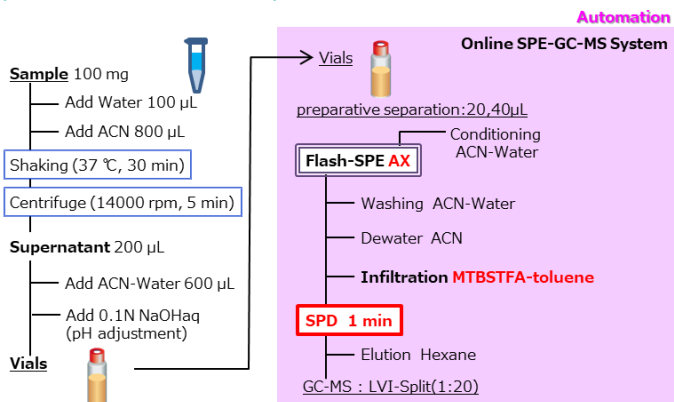 Automation
Online SPE-GC-MS System
Sample 100 mg
Add Water 100 µL
Add ACN 800 µL
Shaking (37 ℃, 30 min)
Centrifuge (14000 rpm, 5 min)
Supernatant 200 µL
Add ACN-Water 600 µL
Add 0.1N NaOHaq
(pH adjustment)
Vials
Vials
preparative separation:20,40µL
Conditioning
ACN-Water
Flash-SPE AX
Washing ACN-Water
Dewater ACN
Infiltration MTBSTFA-toluene
SPD 1 min
Elution Hexane
GC-MS : LVI-Split(1:20)